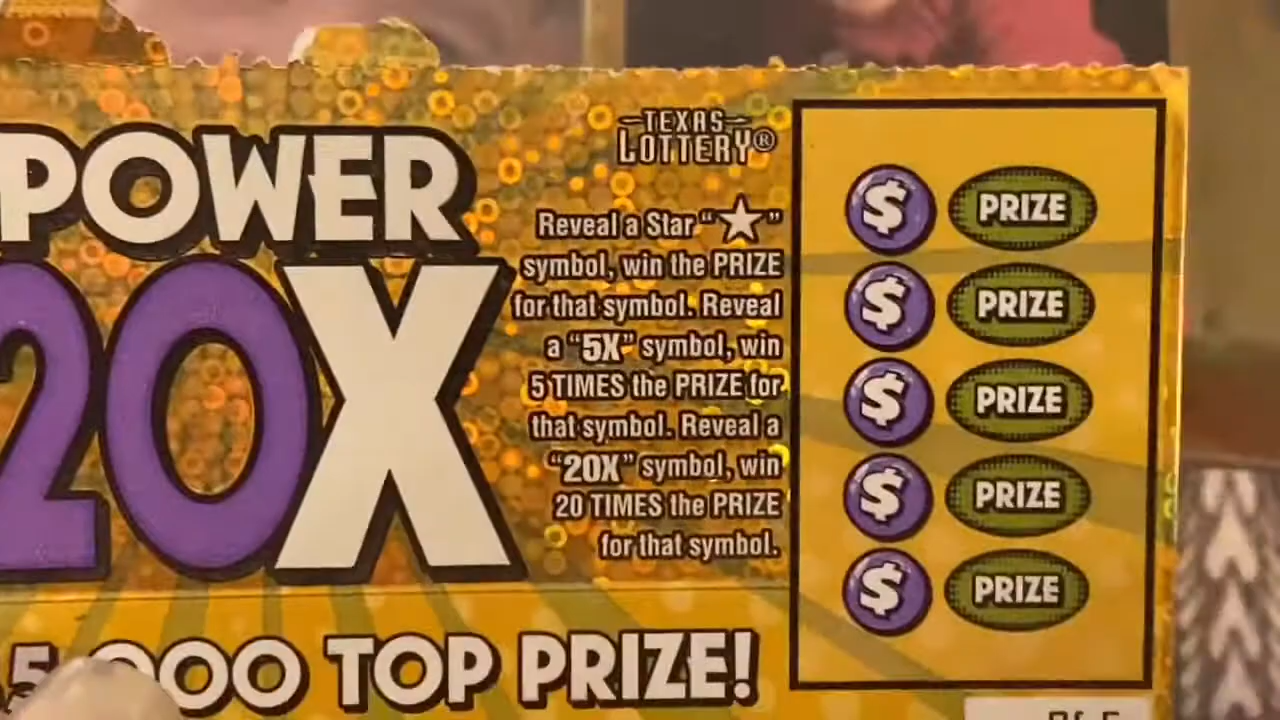 POWER
20X
TEXAS
LOTTERY®
Reveal a Star "★"
symbol, win the PRIZE
for that symbol. Reveal
a "5X" symbol, win
5 TIMES the PRIZE for
that symbol. Reveal a
"20X" symbol, win
20 TIMES the PRIZE
for that symbol.
$ PRIZE
$ PRIZE
$ PRIZE
$ PRIZE
$ PRIZE
TOP PRIZE!